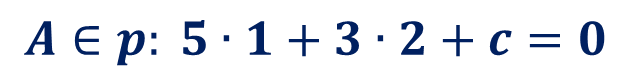 A ∈ p: 5 · 1 + 3 · 2 + c = 0